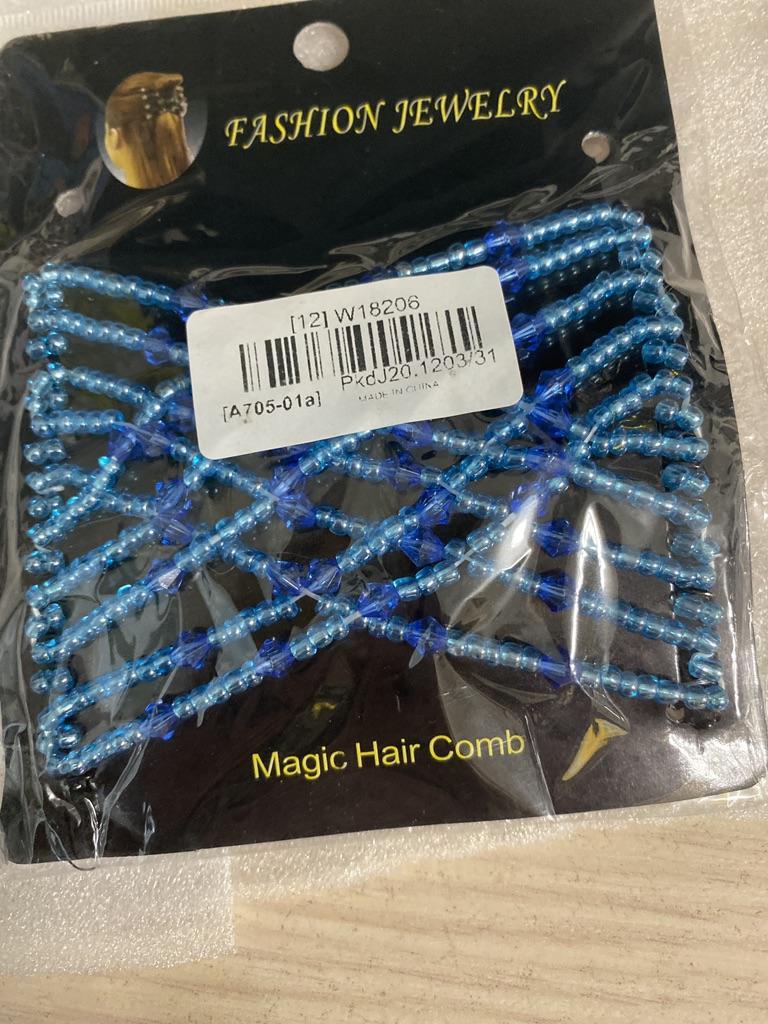 FASHION JEWELRY
[12] W18206
PkdJ20.1203/31
[A705-01a]
MADE IN CHINA
Magic Hair Comb